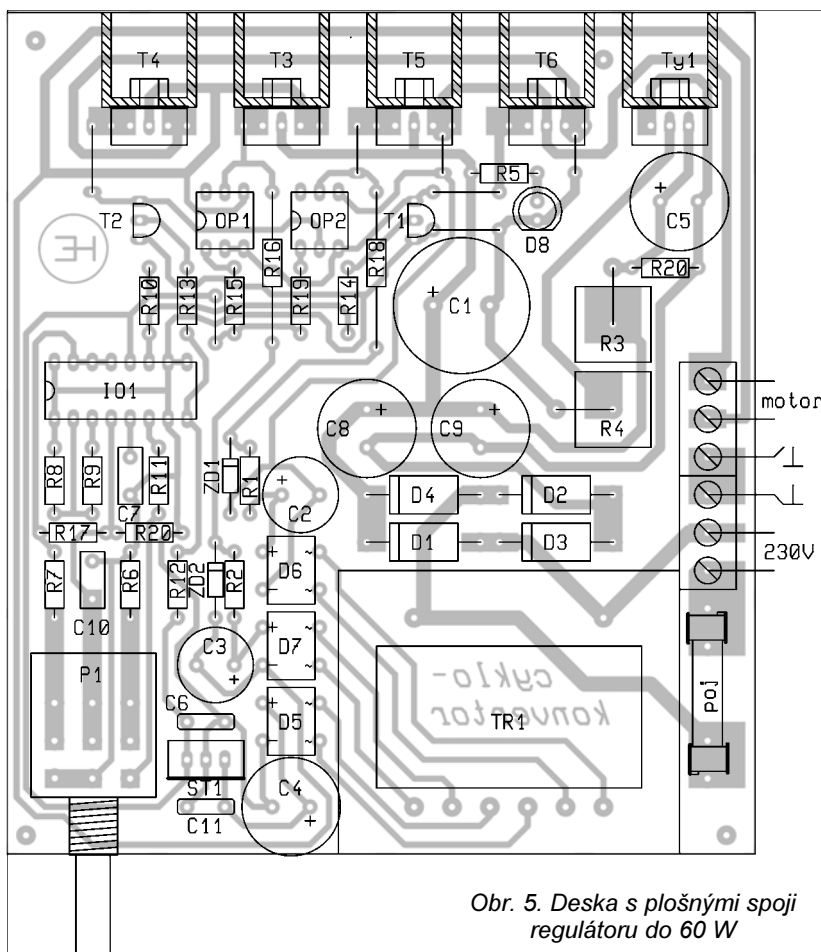 T4 T3 T5 T6 Ty1
R5
T2 OP1 OP2 T1 D8 C5
HE
R16 R18 R20
R10 R13 R15 R19 R14 C1 R3
IO1 motor
C8 C9 R4
R8 R9 C7 R11 ZD1 R1 C2 D4 D2
R17 R20 D1 D3 230V
R7 R6 R12 ZD2 R2 D6
C10
P1 C3 D7 cyklo-
konvertor
C6 D5 TR1 poj
ST1 C4
C11
Obr. 5. Deska s plošnými spoji
regulátoru do 60 W